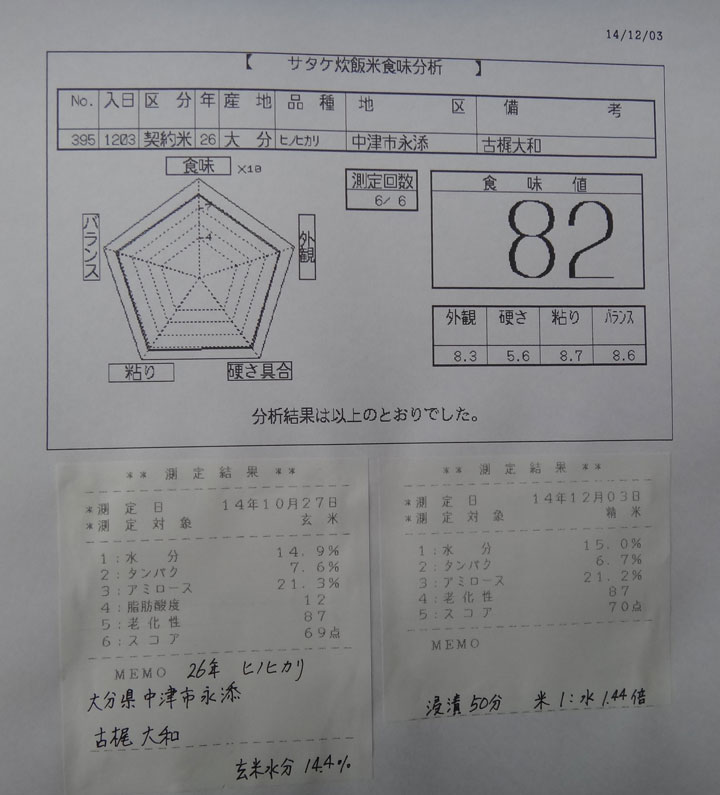 14/12/03
【 サタケ炊飯米食味分析 】
No. 入日 区分 年 産地 品種 地区 備考
395 1203 契約米 26 大分 ヒノヒカリ 中津市永添 古梶大和
食味 ×10
7
4
バランス
外観
粘り
硬さ具合
測定回数
6/ 6
食味値
82
外観 硬さ 粘り バランス
8.3 5.6 8.7 8.6
分析結果は以上のとおりでした。
** 測定結果 **
*測定日 14年10月27日
*測定対象 玄米
1:水分 14.9%
2:タンパク 7.6%
3:アミロース 21.3%
4:脂肪酸度 12
5:老化性 87
6:スコア 69点
MEMO 26年 ヒノヒカリ
大分県中津市永添
古梶 大和
玄米水分 14.4%
** 測定結果 **
*測定日 14年12月03日
*測定対象 精米
1:水分 15.0%
2:タンパク 6.7%
3:アミロース 21.2%
4:老化性 87
5:スコア 70点
MEMO
浸漬50分 米1:水1.44倍